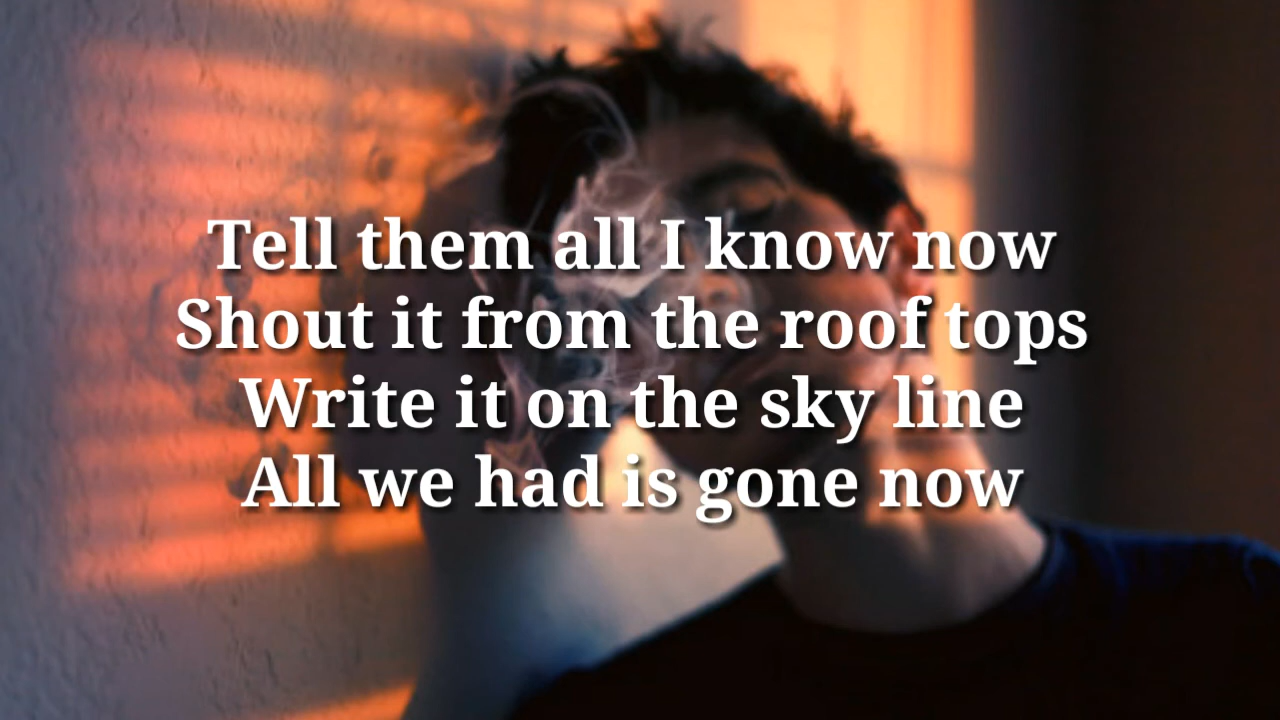 Tell them all I know now
Shout it from the roof tops
Write it on the sky line
All we had is gone now